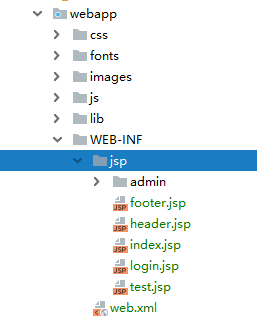 webapp
css
fonts
images
js
lib
WEB-INF
jsp
admin
footer.jsp
header.jsp
index.jsp
login.jsp
test.jsp
web.xml